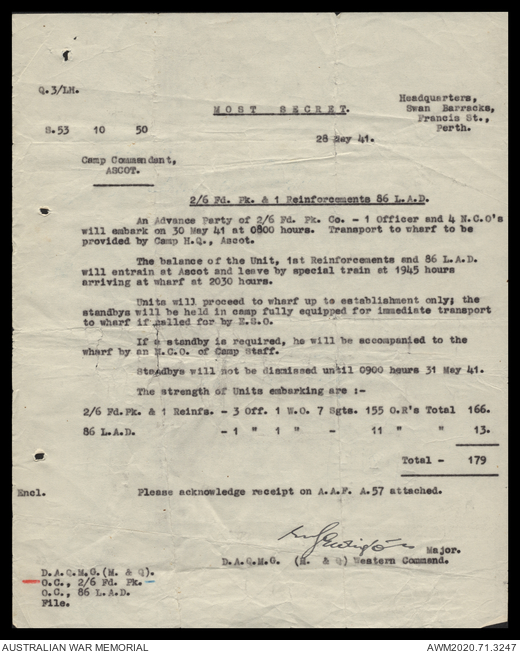 Q.3/LH.
MOST SECRET.
Headquarters,
Swan Barracks,
Francis St.,
Perth.
S.53 10 50
28 May 41.
Camp Commandant,
ASCOT.
2/6 Fd. Pk. & 1 Reinforcements 86 L.A.D.
An Advance Party of 2/6 Fd. Pk. Co. - 1 Officer and 4 N.C.O's
will embark on 30 May 41 at 0800 hours. Transport to wharf to be
provided by Camp H.Q., Ascot.
The balance of the Unit, 1st Reinforcements and 86 L.A.D.
will entrain at Ascot and leave by special train at 1945 hours
arriving at wharf at 2030 hours.
Units will proceed to wharf up to establishment only; the
standbys will be held in camp fully equipped for immediate transport
to wharf if called for by E.S.O.
If a standby is required, he will be accompanied to the
wharf by an N.C.O. of Camp Staff.
Standbys will not be dismissed until 0900 hours 31 May 41.
The strength of Units embarking are :-
2/6 Fd.Pk. & 1 Reinfs. - 3 Off. 1 W.O. 7 Sgts. 155 O.R's Total 166.
86 L.A.D. - 1 " 1 " - 11 " " 13.
Total - 179
Encl. Please acknowledge receipt on A.A.F. A.57 attached.
Major.
D.A.Q.M.G. (M. & Q) Western Command.
D.A.Q.M.G.(M. & Q).
O.C., 2/6 Fd. Pk.
O.C., 86 L.A.D.
File.
AUSTRALIAN WAR MEMORIAL AWM2020.71.3247